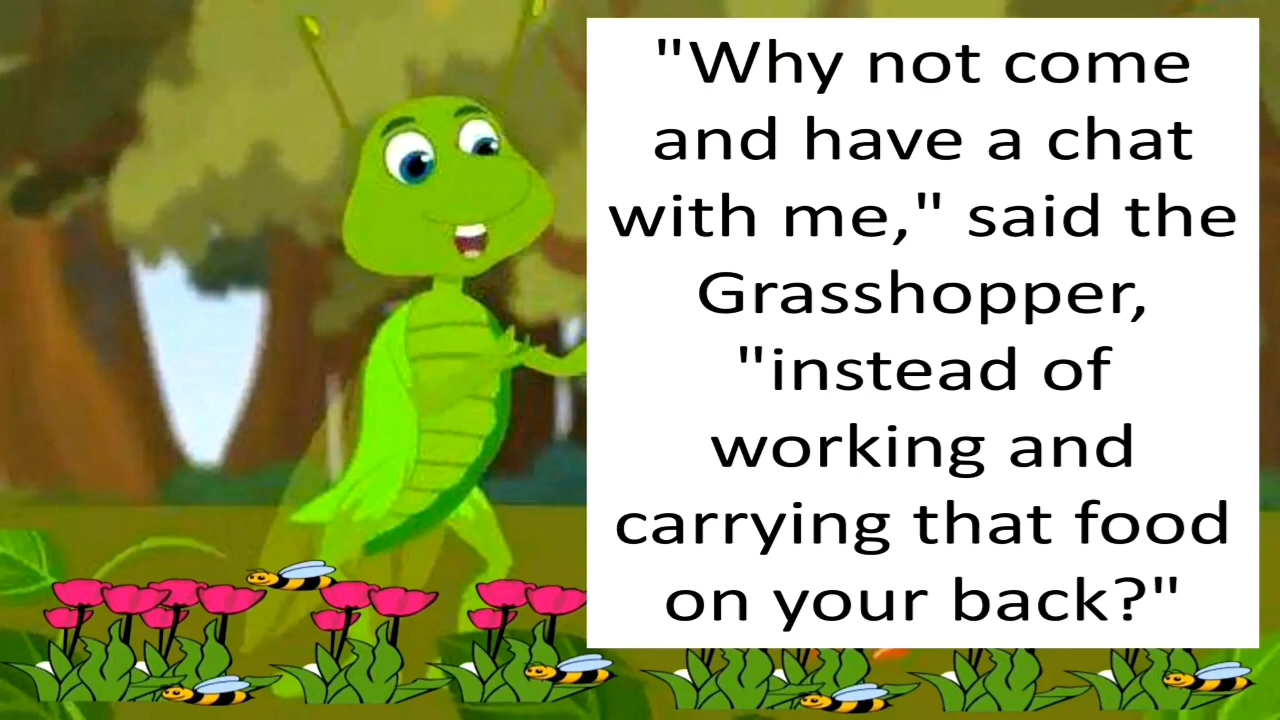 "Why not come
and have a chat
with me," said the
Grasshopper,
"instead of
working and
carrying that food
on your back?"